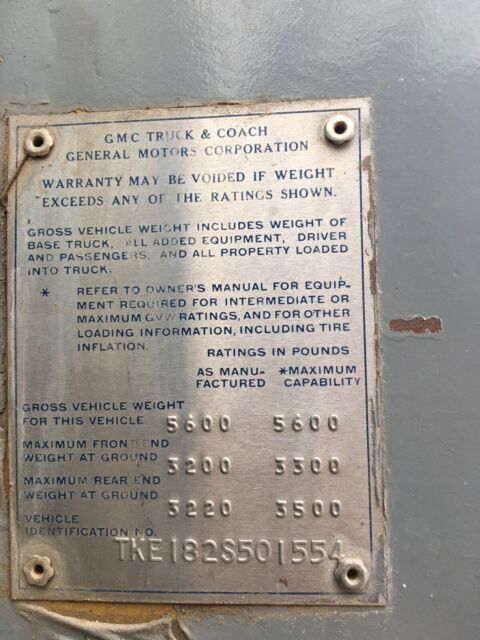 GMC TRUCK & COACH
GENERAL MOTORS CORPORATION
WARRANTY MAY BE VOIDED IF WEIGHT
EXCEEDS ANY OF THE RATINGS SHOWN.
GROSS VEHICLE WEIGHT INCLUDES WEIGHT OF
BASE TRUCK, ALL ADDED EQUIPMENT, DRIVER
AND PASSENGERS, AND ALL PROPERTY LOADED
INTO TRUCK.
* REFER TO OWNER'S MANUAL FOR EQUIP-
MENT REQUIRED FOR INTERMEDIATE OR
MAXIMUM GVW RATINGS, AND FOR OTHER
LOADING INFORMATION, INCLUDING TIRE
INFLATION.
RATINGS IN POUNDS
AS MANU- *MAXIMUM
FACTURED CAPABILITY
GROSS VEHICLE WEIGHT
FOR THIS VEHICLE 5600 5600
MAXIMUM FRONT END
WEIGHT AT GROUND 3200 3300
MAXIMUM REAR END
WEIGHT AT GROUND 3220 3500
VEHICLE
IDENTIFICATION NO.
TKE182S501554